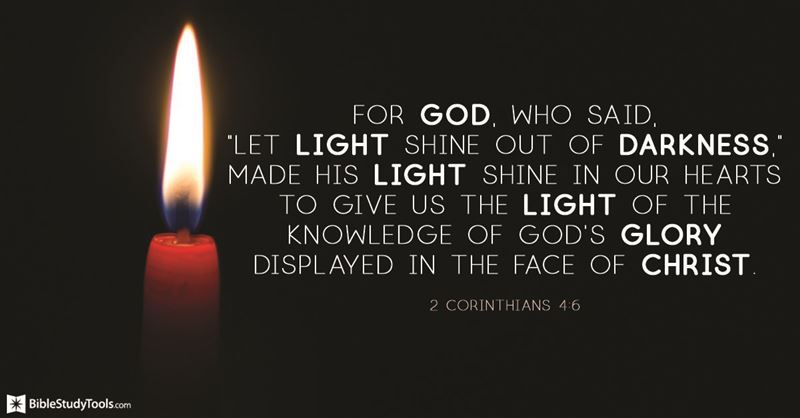 FOR GOD, WHO SAID,
"LET LIGHT SHINE OUT OF DARKNESS,"
MADE HIS LIGHT SHINE IN OUR HEARTS
TO GIVE US THE LIGHT OF THE
KNOWLEDGE OF GOD'S GLORY
DISPLAYED IN THE FACE OF CHRIST.
2 CORINTHIANS 4:6
BibleStudyTools.com